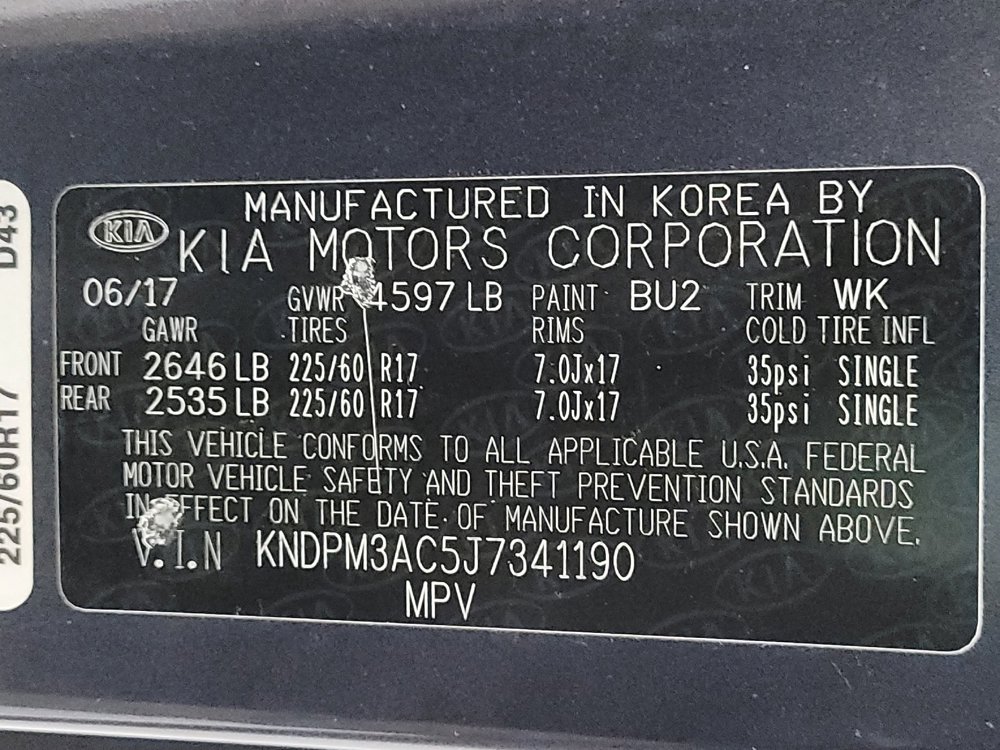 KIA
MANUFACTURED IN KOREA BY
KIA MOTORS CORPORATION
06/17 GVWR 4597 LB PAINT BU2 TRIM WK
GAWR TIRES RIMS COLD TIRE INFL
FRONT 2646 LB 225/60 R17 7.0Jx17 35psi SINGLE
REAR 2535 LB 225/60 R17 7.0Jx17 35psi SINGLE
THIS VEHICLE CONFORMS TO ALL APPLICABLE U.S.A. FEDERAL
MOTOR VEHICLE SAFETY AND THEFT PREVENTION STANDARDS
IN EFFECT ON THE DATE OF MANUFACTURE SHOWN ABOVE.
V.I.N KNDPM3AC5J7341190
MPV
225/60R17 D43